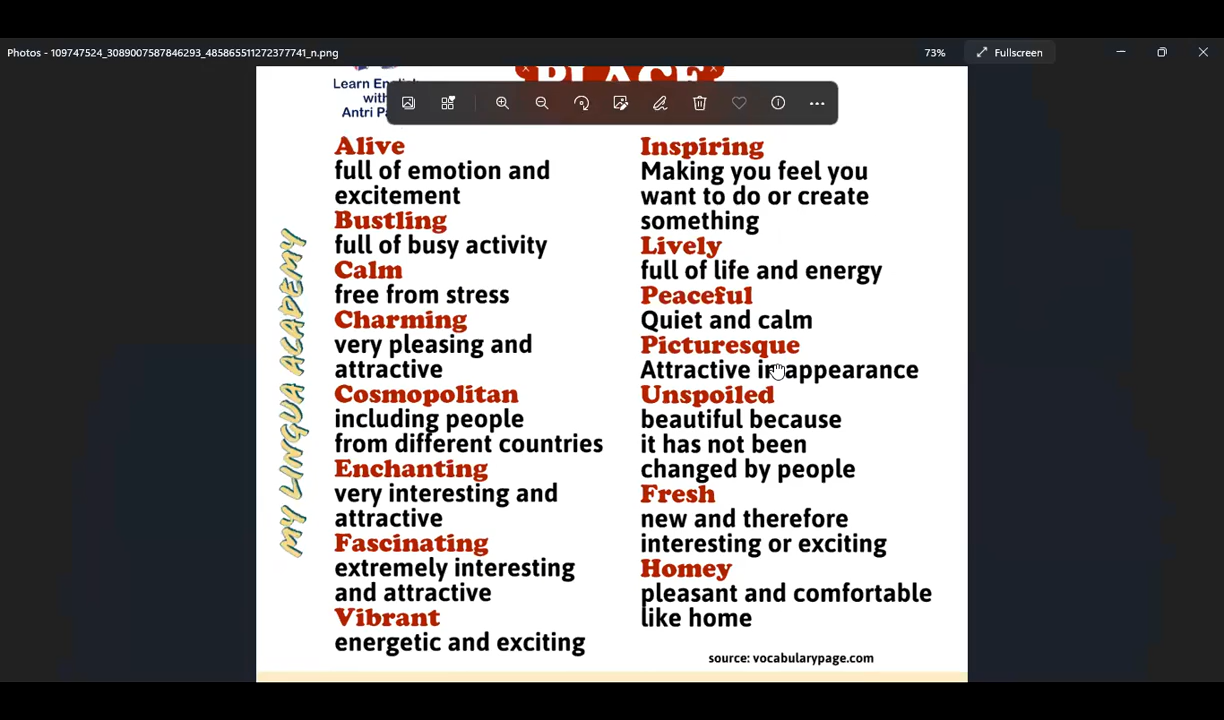 Photos - 109747524_3089007587846293_485865511272377741_n.png
73%
Fullscreen
PLACE
Learn
with
Antri
MY LINGUA ACADEMY
Alive
full of emotion and
excitement
Bustling
full of busy activity
Calm
free from stress
Charming
very pleasing and
attractive
Cosmopolitan
including people
from different countries
Enchanting
very interesting and
attractive
Fascinating
extremely interesting
and attractive
Vibrant
energetic and exciting
Inspiring
Making you feel you
want to do or create
something
Lively
full of life and energy
Peaceful
Quiet and calm
Picturesque
Attractive in appearance
Unspoiled
beautiful because
it has not been
changed by people
Fresh
new and therefore
interesting or exciting
Homey
pleasant and comfortable
like home
source: vocabularypage.com